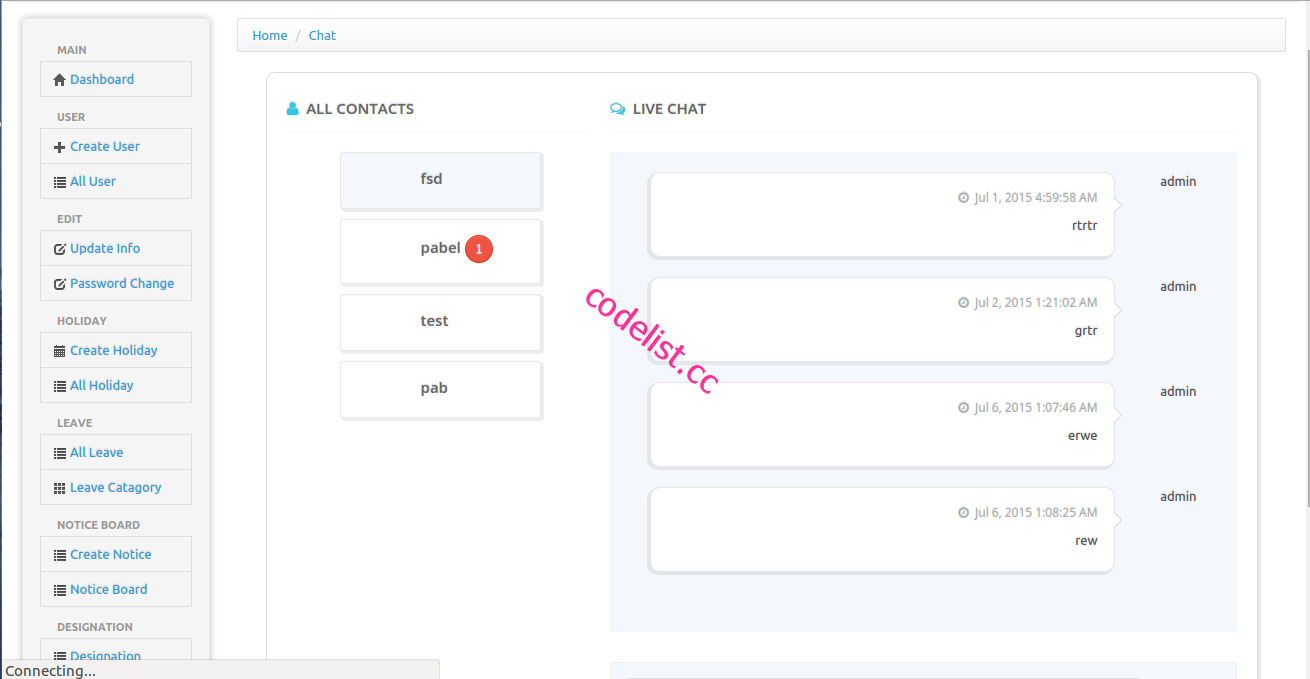 Home / Chat
MAIN
Dashboard
USER
Create User
All User
EDIT
Update Info
Password Change
HOLIDAY
Create Holiday
All Holiday
LEAVE
All Leave
Leave Catagory
NOTICE BOARD
Create Notice
Notice Board
DESIGNATION
Designation
Connecting...
ALL CONTACTS
fsd
pabel 1
test
pab
LIVE CHAT
admin
Jul 1, 2015 4:59:58 AM
rtrtr
admin
Jul 2, 2015 1:21:02 AM
grtr
admin
Jul 6, 2015 1:07:46 AM
erwe
admin
Jul 6, 2015 1:08:25 AM
rew
codelist.cc